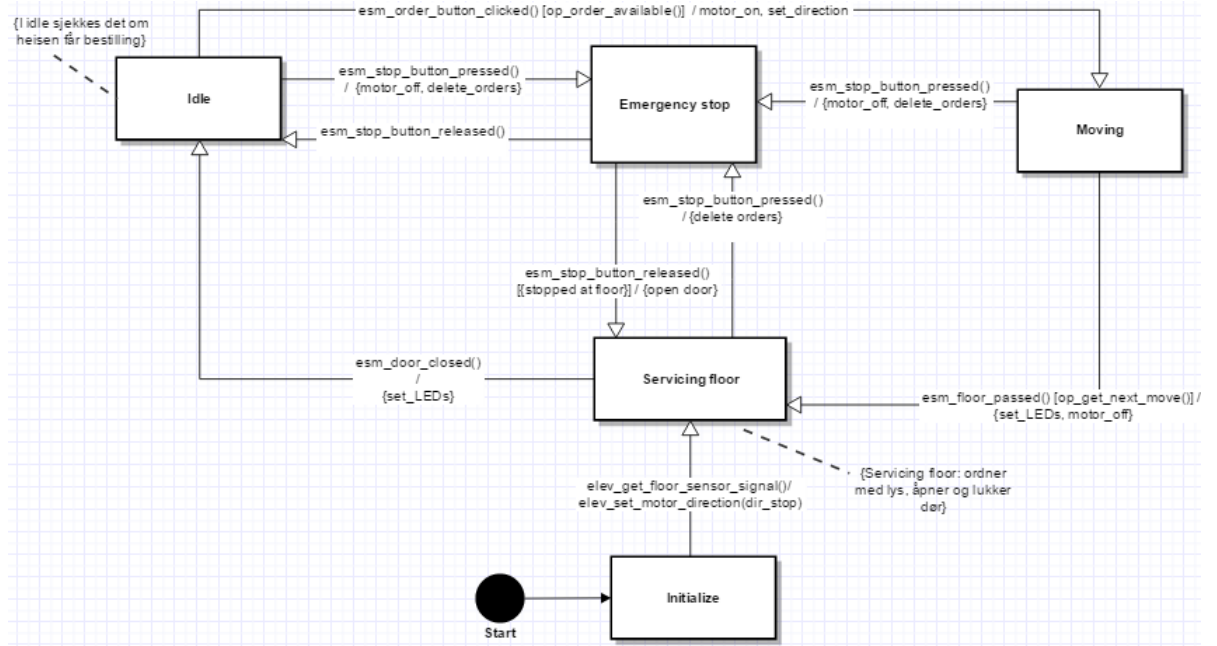 esm_order_button_clicked() [op_order_available()] / motor_on, set_direction
{I idle sjekkes det om
heisen får bestilling}
Idle
esm_stop_button_pressed()
/ {motor_off, delete_orders}
esm_stop_button_released()
Emergency stop
esm_stop_button_pressed()
/ {motor_off, delete_orders}
Moving
esm_stop_button_pressed()
/ {delete orders}
esm_stop_button_released()
[{stopped at floor}] / {open door}
esm_door_closed()
/
{set_LEDs}
Servicing floor
esm_floor_passed() [op_get_next_move()] /
{set_LEDs, motor_off}
{Servicing floor: ordner
med lys, åpner og lukker
dør}
elev_get_floor_sensor_signal()/
elev_set_motor_direction(dir_stop)
Initialize
Start